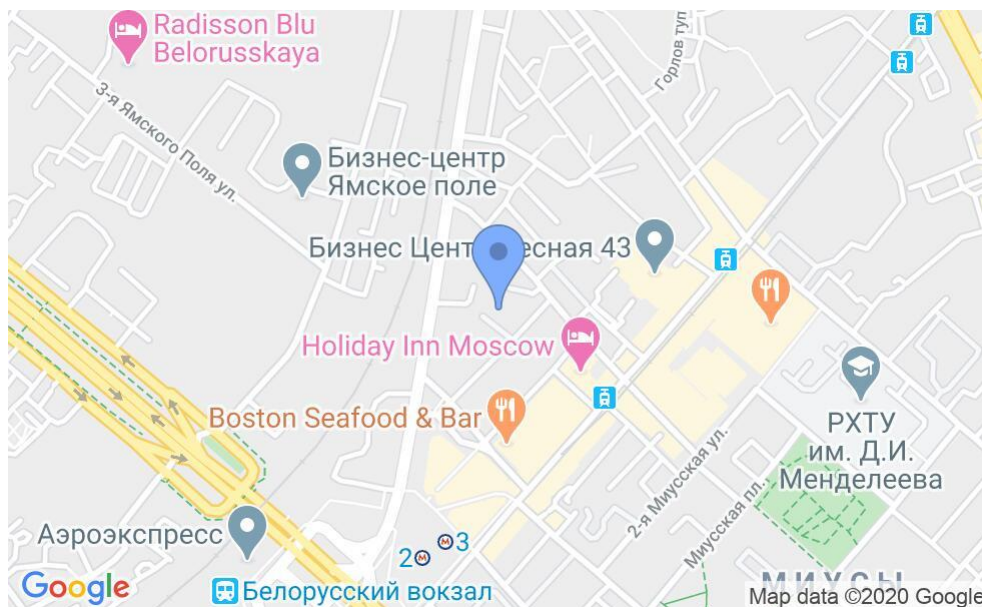 Radisson Blu
Belorusskaya
Горлов туп
3-я Ямского Поля ул.
Бизнес-центр
Ямское поле
Бизнес Цент есная 43
Holiday Inn Moscow
Boston Seafood & Bar
РХТУ
им. Д.И.
Менделеева
2-я Миусская ул.
Миусская пл.
Аэроэкспресс
2 3
Белорусский вокзал
МИУСЫ
Google
Map data ©2020 Google